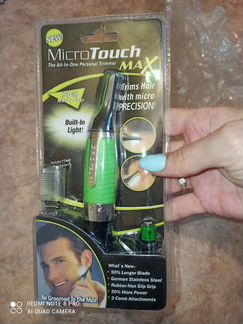 NEW
MicroTouch
The All-In-One Personal Trimmer
MAX
Trims Hair
with micro
PRECISION!
Built-In
Light!
What's New:
• 50% Longer Blade
• German Stainless Steel
• Rubber Non Slip Grip
• 50% More Power
• 2 Comb Attachments
Be Groomed To The Max!
REDMI NOTE 8 PRO
AI QUAD CAMERA